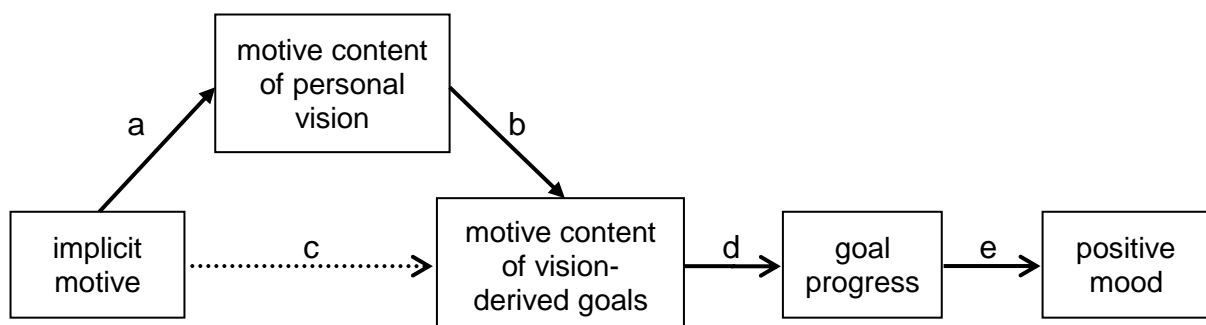 motive content
of personal
vision
a
b
implicit
motive
c
motive content
of vision-
derived goals
d
goal
progress
e
positive
mood